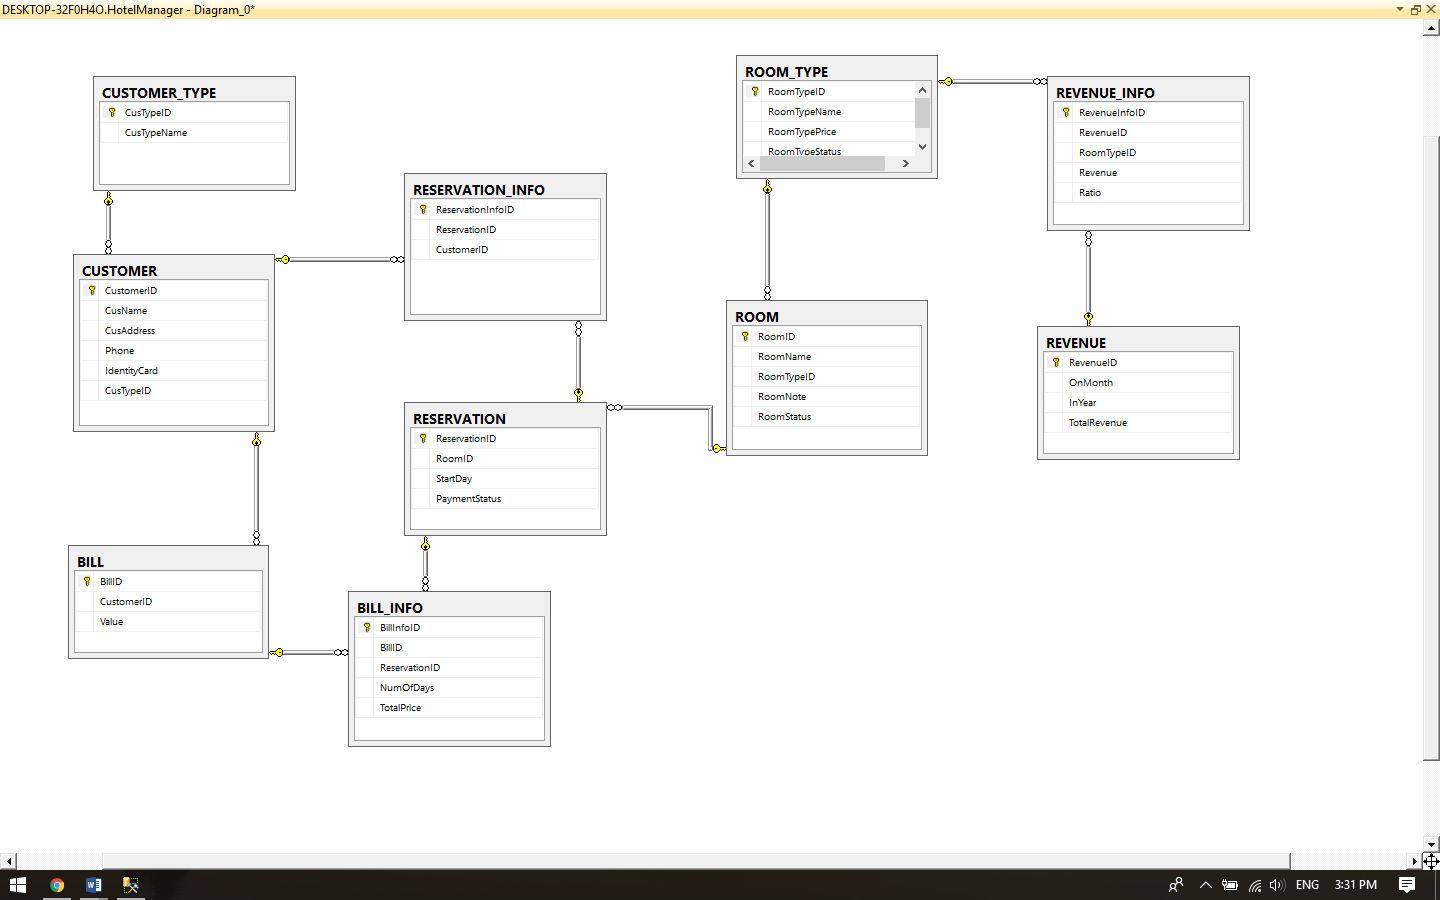 DESKTOP-32F0H4O.HotelManager - Diagram_0*
CUSTOMER_TYPE
CusTypeID
CusTypeName
CUSTOMER
CustomerID
CusName
CusAddress
Phone
IdentityCard
CusTypeID
BILL
BillID
CustomerID
Value
RESERVATION_INFO
ReservationInfoID
ReservationID
CustomerID
RESERVATION
ReservationID
RoomID
StartDay
PaymentStatus
BILL_INFO
BillInfoID
BillID
ReservationID
NumOfDays
TotalPrice
ROOM_TYPE
RoomTypeID
RoomTypeName
RoomTypePrice
RoomTypeStatus
ROOM
RoomID
RoomName
RoomTypeID
RoomNote
RoomStatus
REVENUE_INFO
RevenueInfoID
RevenueID
RoomTypeID
Revenue
Ratio
REVENUE
RevenueID
OnMonth
InYear
TotalRevenue
ENG
3:31 PM